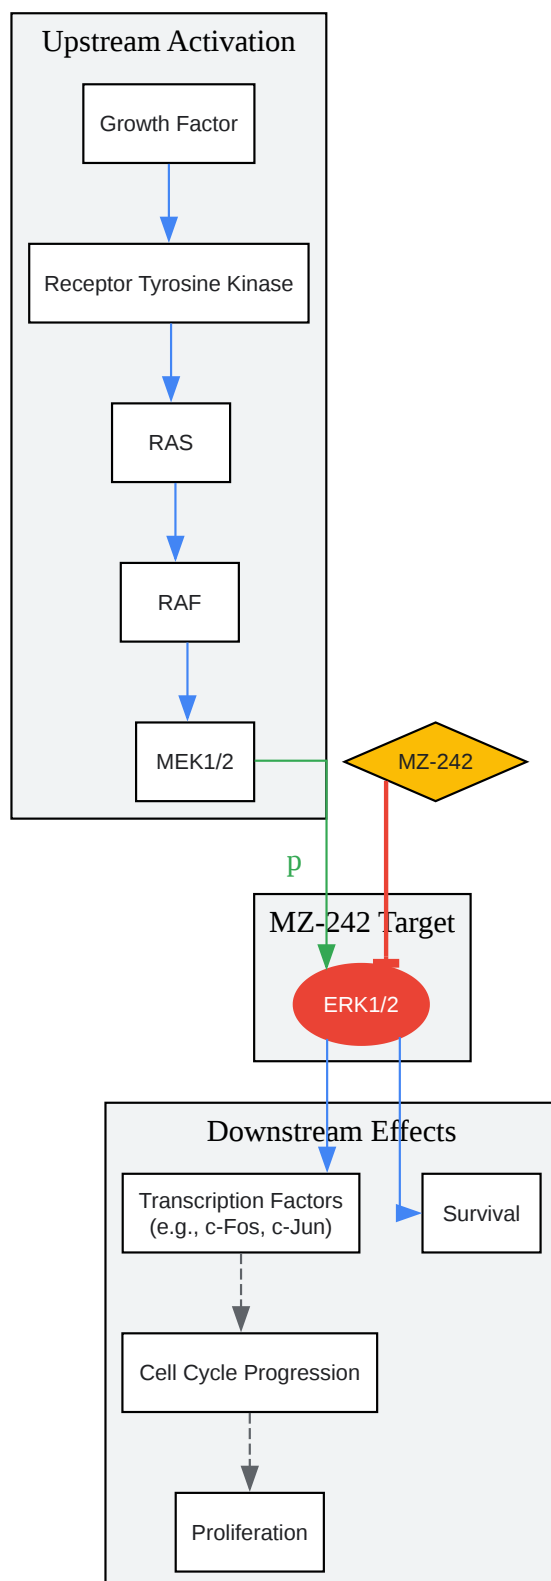 Upstream Activation
Growth Factor
Receptor Tyrosine Kinase
RAS
RAF
MEK1/2
MZ-242
p
MZ-242 Target
ERK1/2
Downstream Effects
Transcription Factors
(e.g., c-Fos, c-Jun)
Survival
Cell Cycle Progression
Proliferation